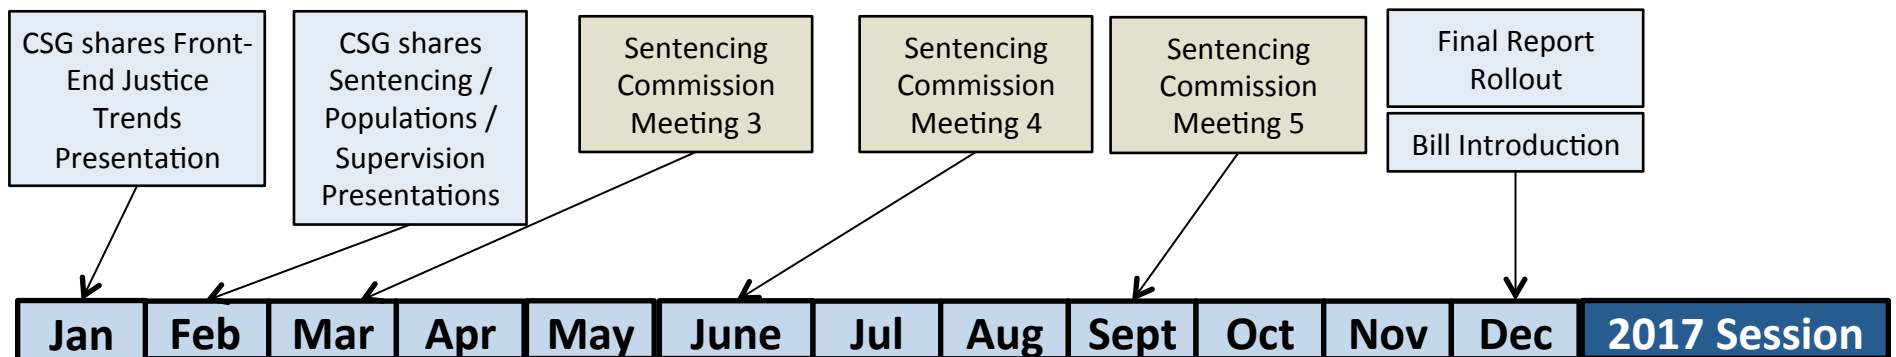 CSG shares Front-
End Justice
Trends
Presentation
CSG shares
Sentencing /
Populations /
Supervision
Presentations
Sentencing
Commission
Meeting 3
Sentencing
Commission
Meeting 4
Sentencing
Commission
Meeting 5
Final Report
Rollout
Bill Introduction
Jan Feb Mar Apr May June Jul Aug Sept Oct Nov Dec 2017 Session